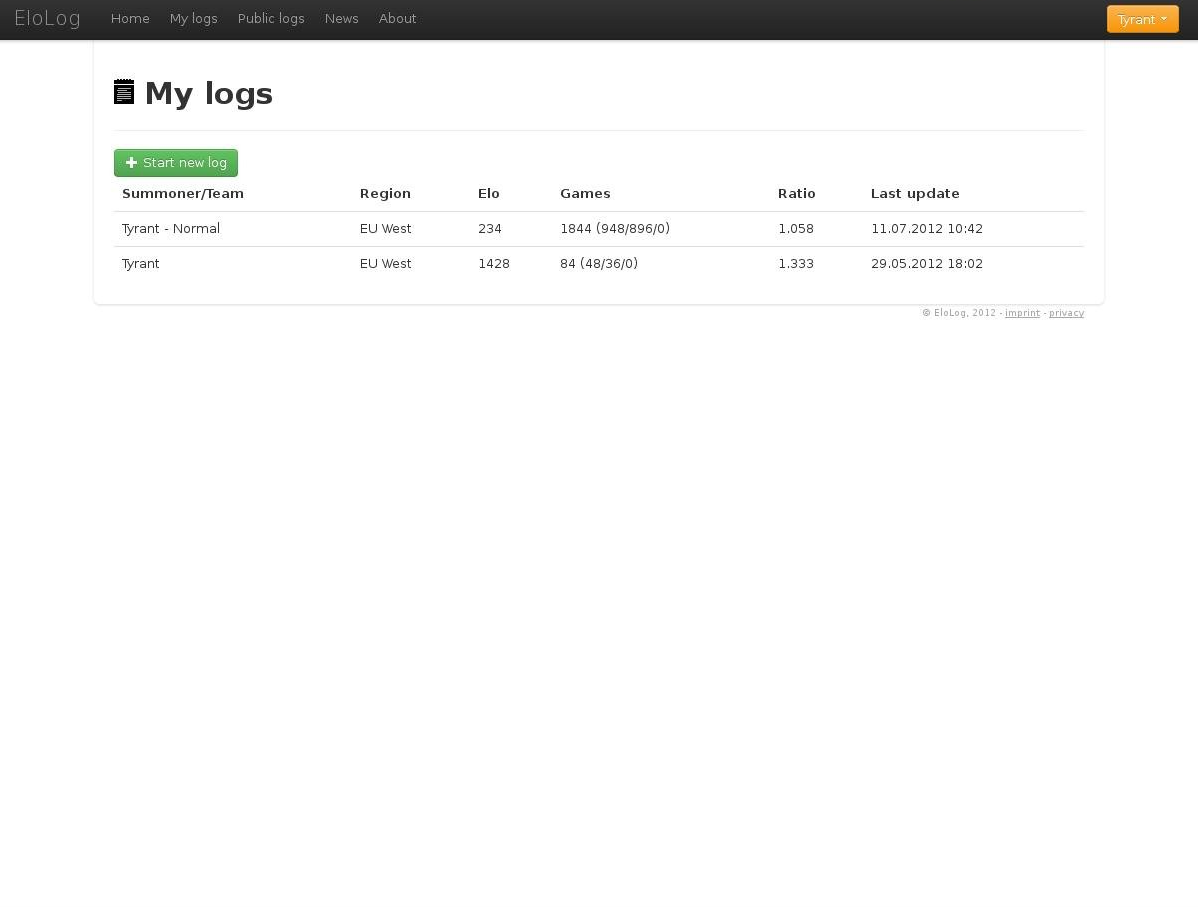 EloLog Home My logs Public logs News About Tyrant
My logs
Start new log
Summoner/Team Region Elo Games Ratio Last update
Tyrant - Normal EU West 234 1844 (948/896/0) 1.058 11.07.2012 10:42
Tyrant EU West 1428 84 (48/36/0) 1.333 29.05.2012 18:02
© EloLog, 2012 - imprint - privacy